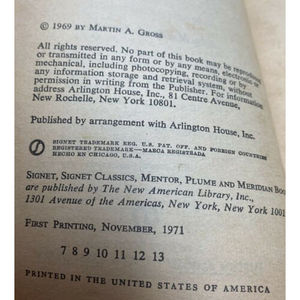 © 1969 BY MARTIN A. GROSS
All rights reserved. No part of this book may be reproduced
or transmitted in any form or by any means, electronic or
mechanical, including photocopying, recording or by
any information storage and retrieval system, without
permission in writing from the Publisher. For information
address Arlington House, Inc., 81 Centre Avenue,
New Rochelle, New York 10801.
Published by arrangement with Arlington House, Inc.
SIGNET TRADEMARK REG. U.S. PAT. OFF. AND FOREIGN COUNTRIES
REGISTERED TRADEMARK—MARCA REGISTRADA
HECHO EN CHICAGO, U.S.A.
SIGNET, SIGNET CLASSICS, MENTOR, PLUME AND MERIDIAN BOO
are published by The New American Library, Inc.,
1301 Avenue of the Americas, New York, New York 1001
FIRST PRINTING, NOVEMBER, 1971
7 8 9 10 11 12 13
PRINTED IN THE UNITED STATES OF AMERICA